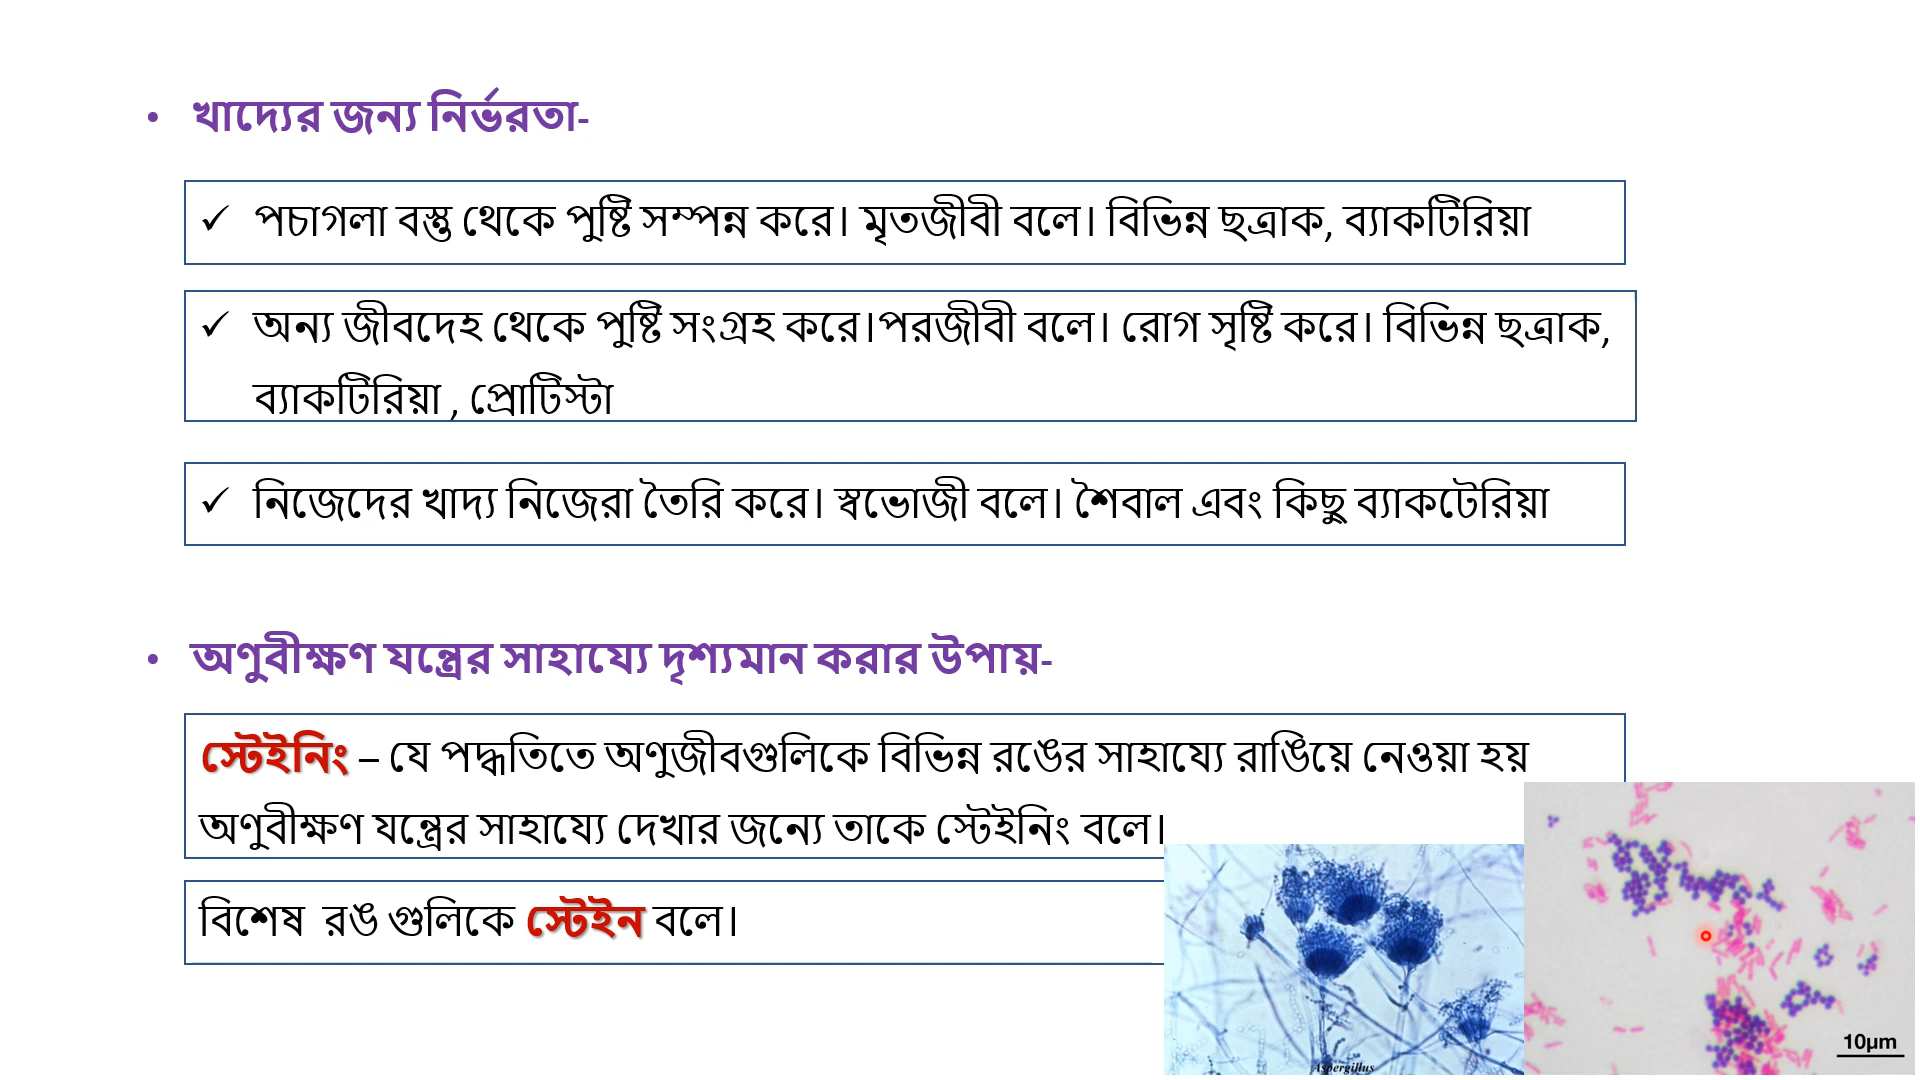 • খাদ্যের জন্য নির্ভরতা-
✓ পচাগলা বস্তু থেকে পুষ্টি সম্পন্ন করে। মৃতজীবী বলে। বিভিন্ন ছত্রাক, ব্যাকটিরিয়া
✓ অন্য জীবদেহ থেকে পুষ্টি সংগ্রহ করে।পরজীবী বলে। রোগ সৃষ্টি করে। বিভিন্ন ছত্রাক,
ব্যাকটিরিয়া , প্রোটিস্টা
✓ নিজেদের খাদ্য নিজেরা তৈরি করে। স্বভোজী বলে। শৈবাল এবং কিছু ব্যাকটেরিয়া
• অণুবীক্ষণ যন্ত্রের সাহায্যে দৃশ্যমান করার উপায়-
স্টেইনিং – যে পদ্ধতিতে অণুজীবগুলিকে বিভিন্ন রঙের সাহায্যে রাঙিয়ে নেওয়া হয়
অণুবীক্ষণ যন্ত্রের সাহায্যে দেখার জন্যে তাকে স্টেইনিং বলে।
বিশেষ রঙ গুলিকে স্টেইন বলে।
Aspergillus
10µm